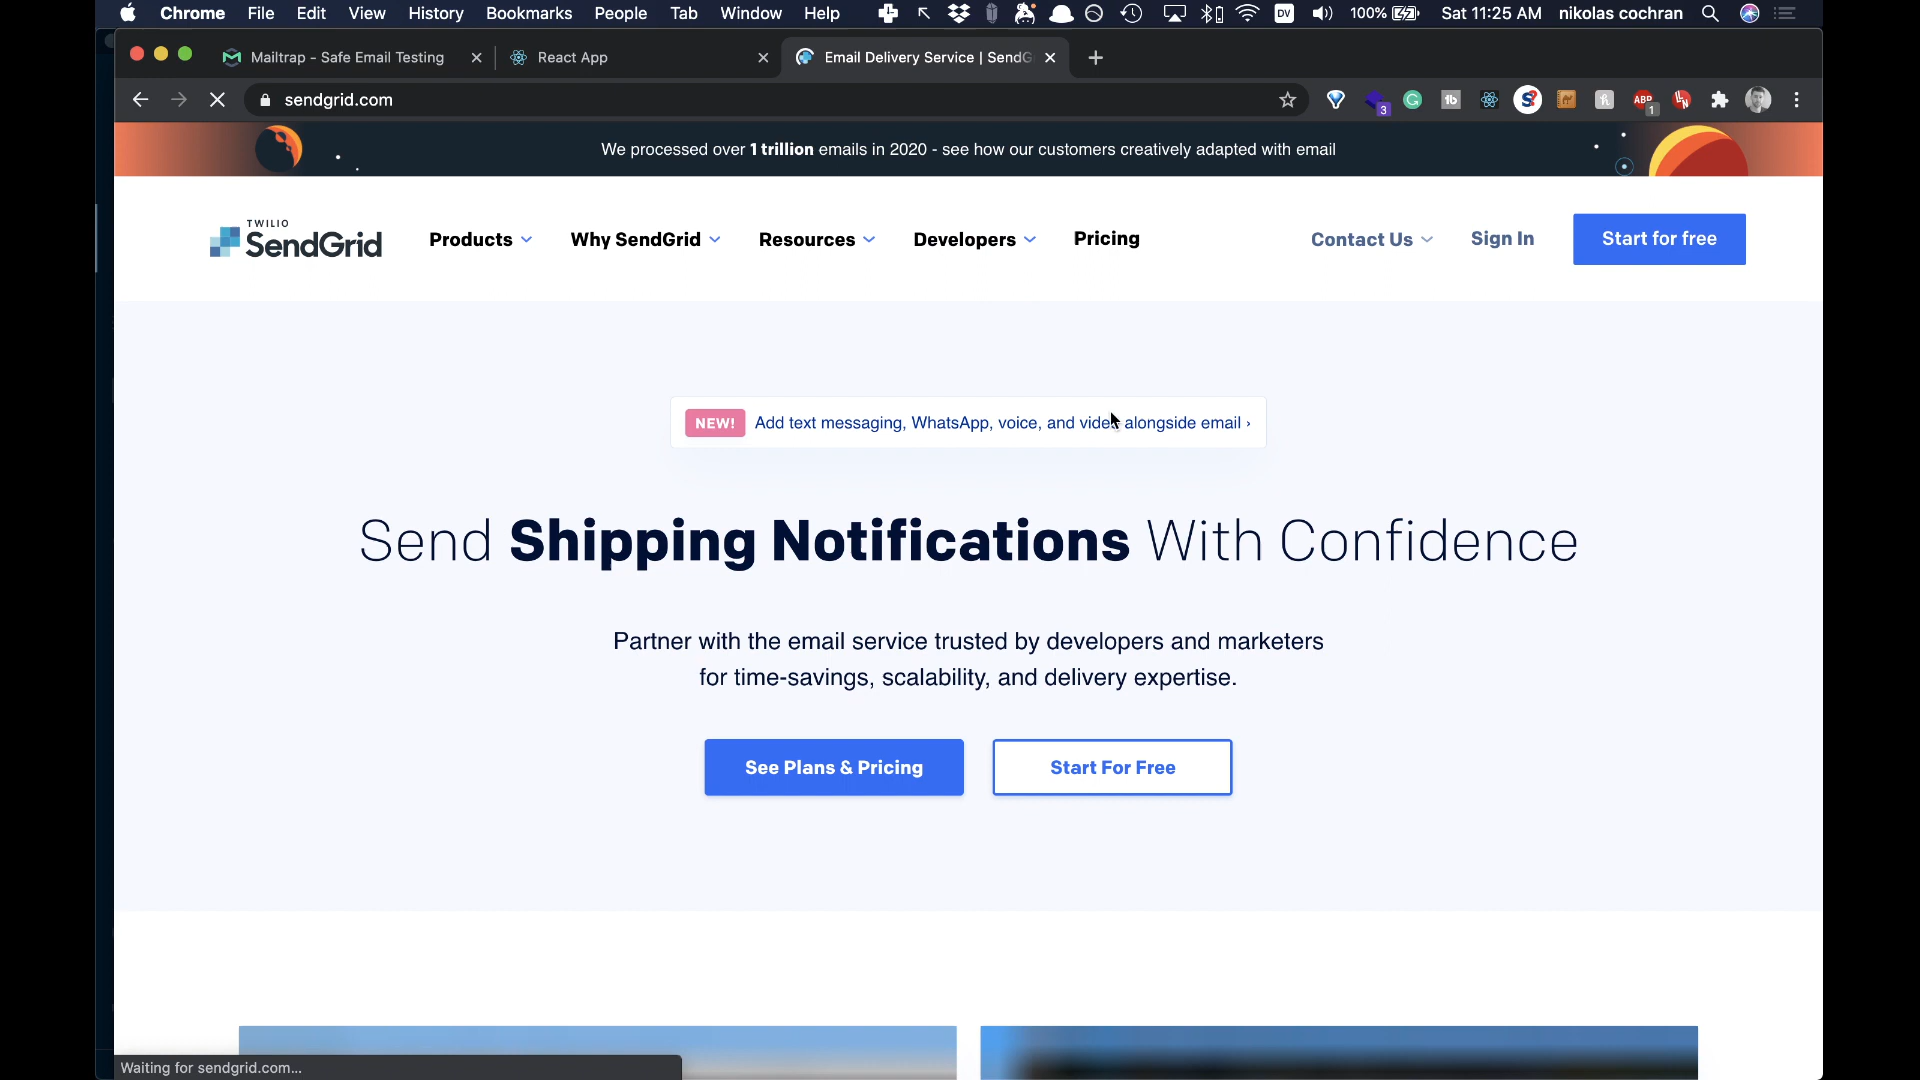 Chrome File Edit View History Bookmarks People Tab Window Help DV 100% Sat 11:25 AM nikolas cochran
Mailtrap - Safe Email Testing React App Email Delivery Service | SendG
sendgrid.com 3 tb S? h ABP 1
We processed over 1 trillion emails in 2020 - see how our customers creatively adapted with email
TWILIO
SendGrid Products Why SendGrid Resources Developers Pricing Contact Us Sign In Start for free
NEW! Add text messaging, WhatsApp, voice, and video alongside email ›
Send Shipping Notifications With Confidence
Partner with the email service trusted by developers and marketers
for time-savings, scalability, and delivery expertise.
See Plans & Pricing Start For Free
Waiting for sendgrid.com...